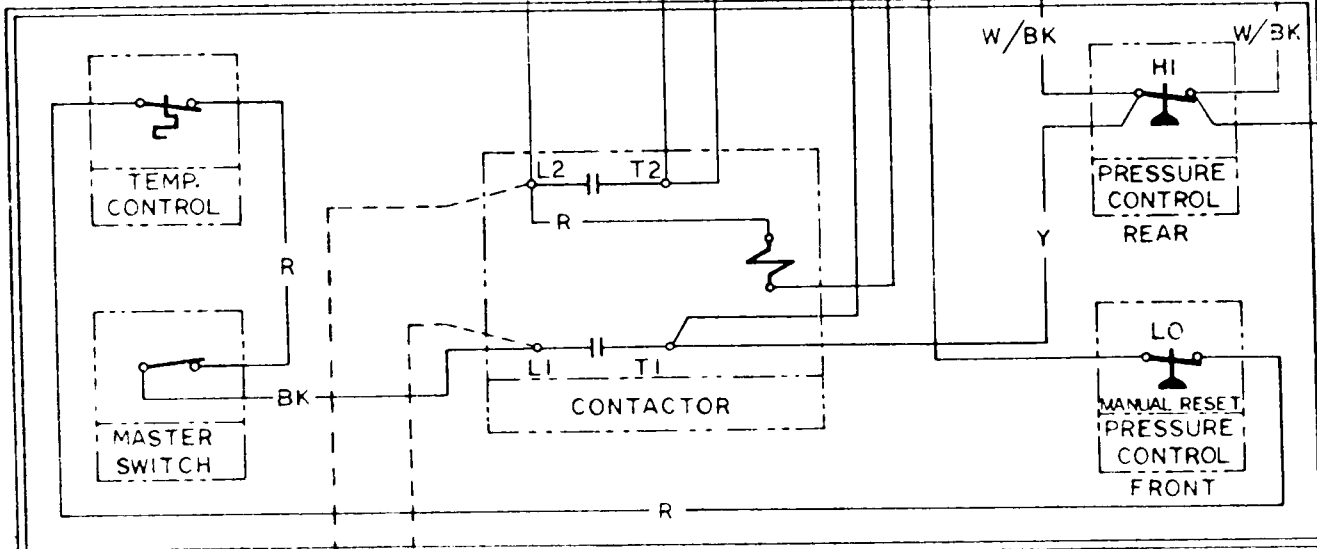 W/BK
W/BK
HI
TEMP.
CONTROL
L2
T2
R
PRESSURE
CONTROL
REAR
Y
R
LO
L1
T1
BK
CONTACTOR
MANUAL RESET
PRESSURE
CONTROL
FRONT
MASTER
SWITCH
R